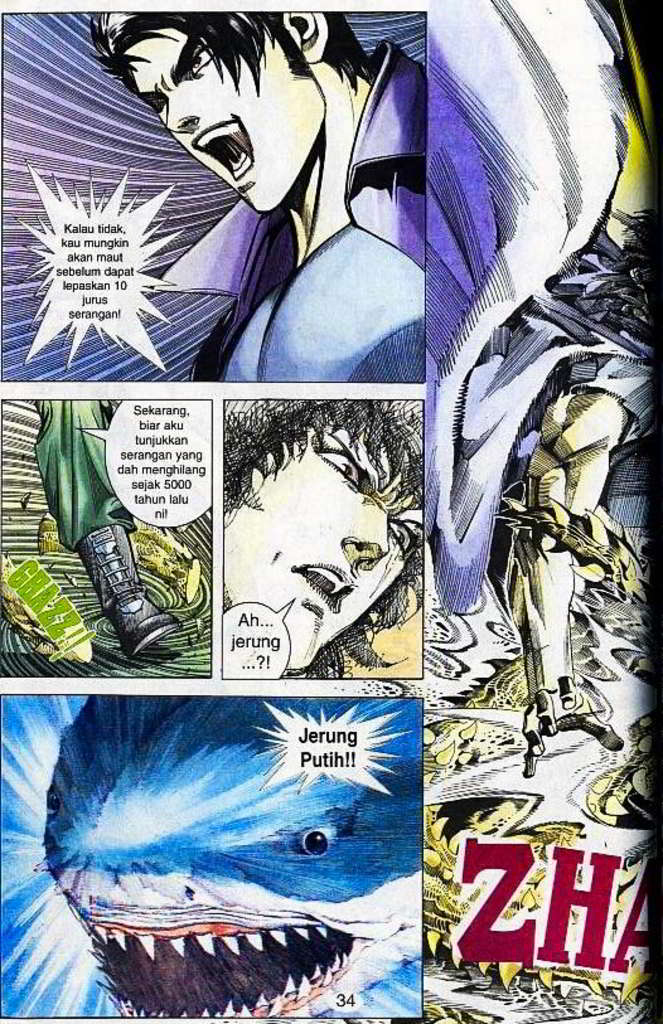 Kalau tidak,
kau mungkin
akan maut
sebelum dapat
lepaskan 10
jurus
serangan!
Sekarang,
biar aku
tunjukkan
serangan yang
dah menghilang
sejak 5000
tahun lalu
ni!
GRAZZ!!
Ah...
jerung
...?!
Jerung
Putih!!
ZHA
34